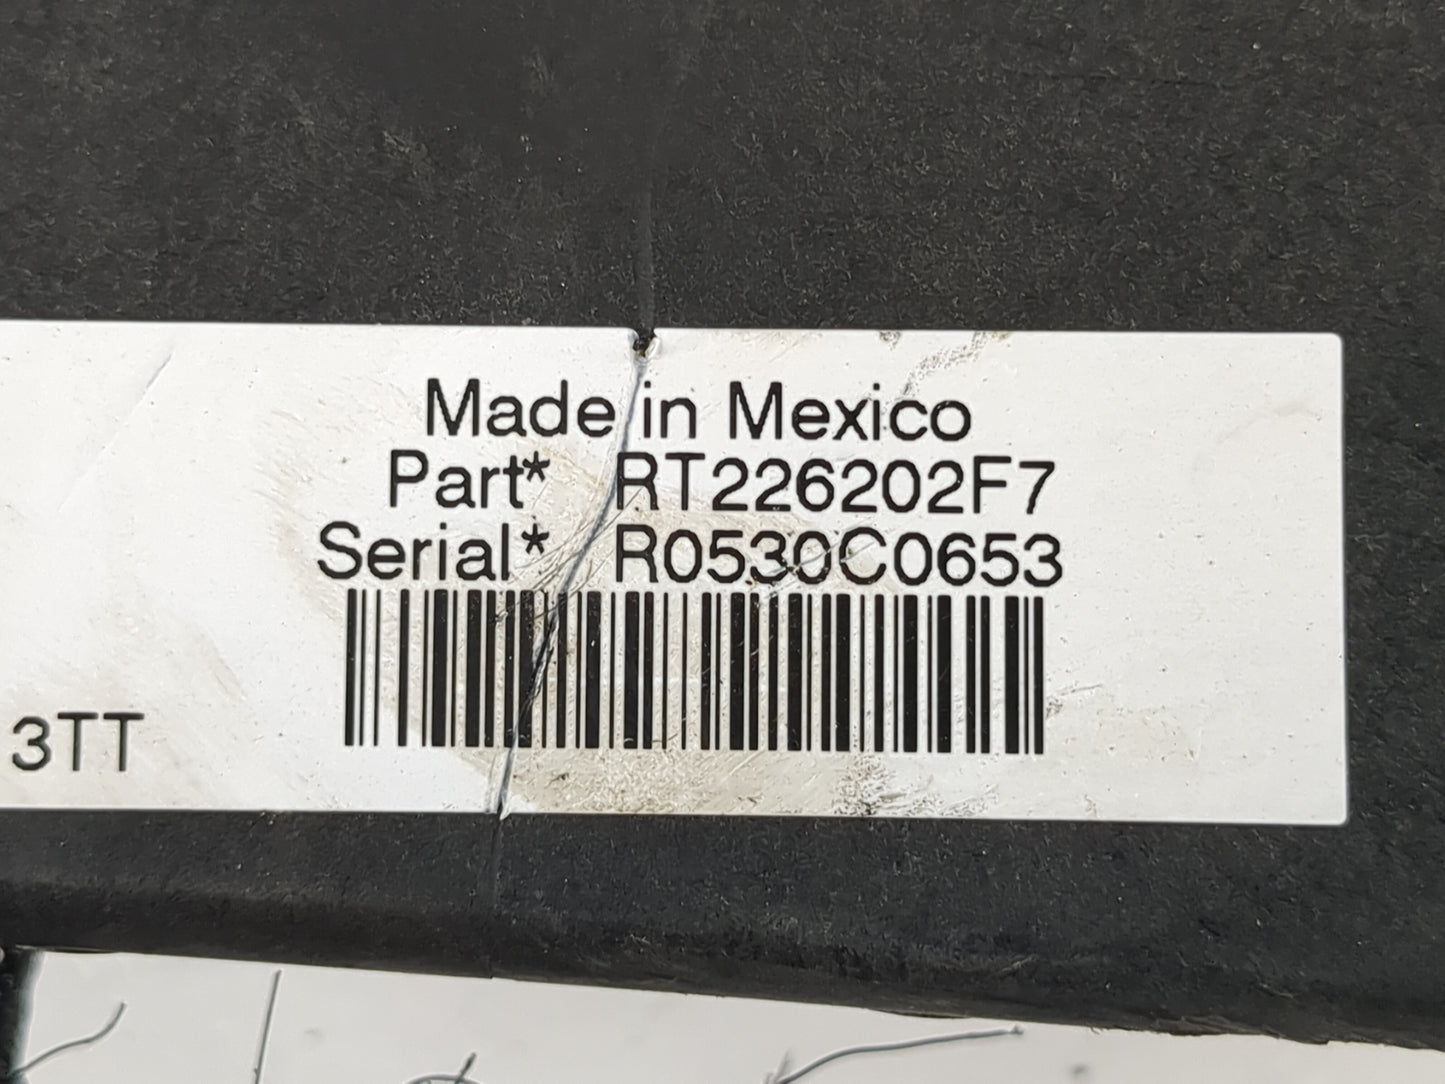 Made in Mexico
Part* RT226202F7
Serial* R0530C0653
3TT